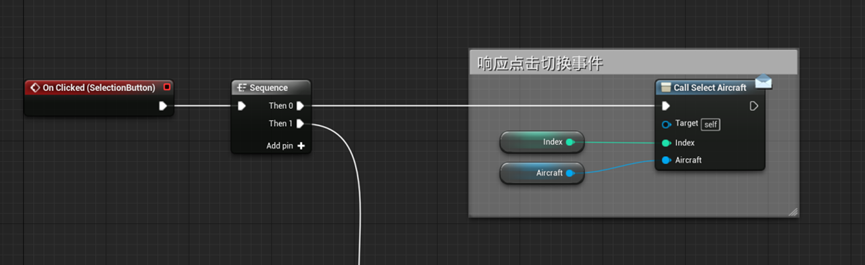 响应点击切换事件
On Clicked (SelectionButton)
Sequence
Call Select Aircraft
Then 0
Then 1
Target self
Add pin
Index
Index
Aircraft
Aircraft